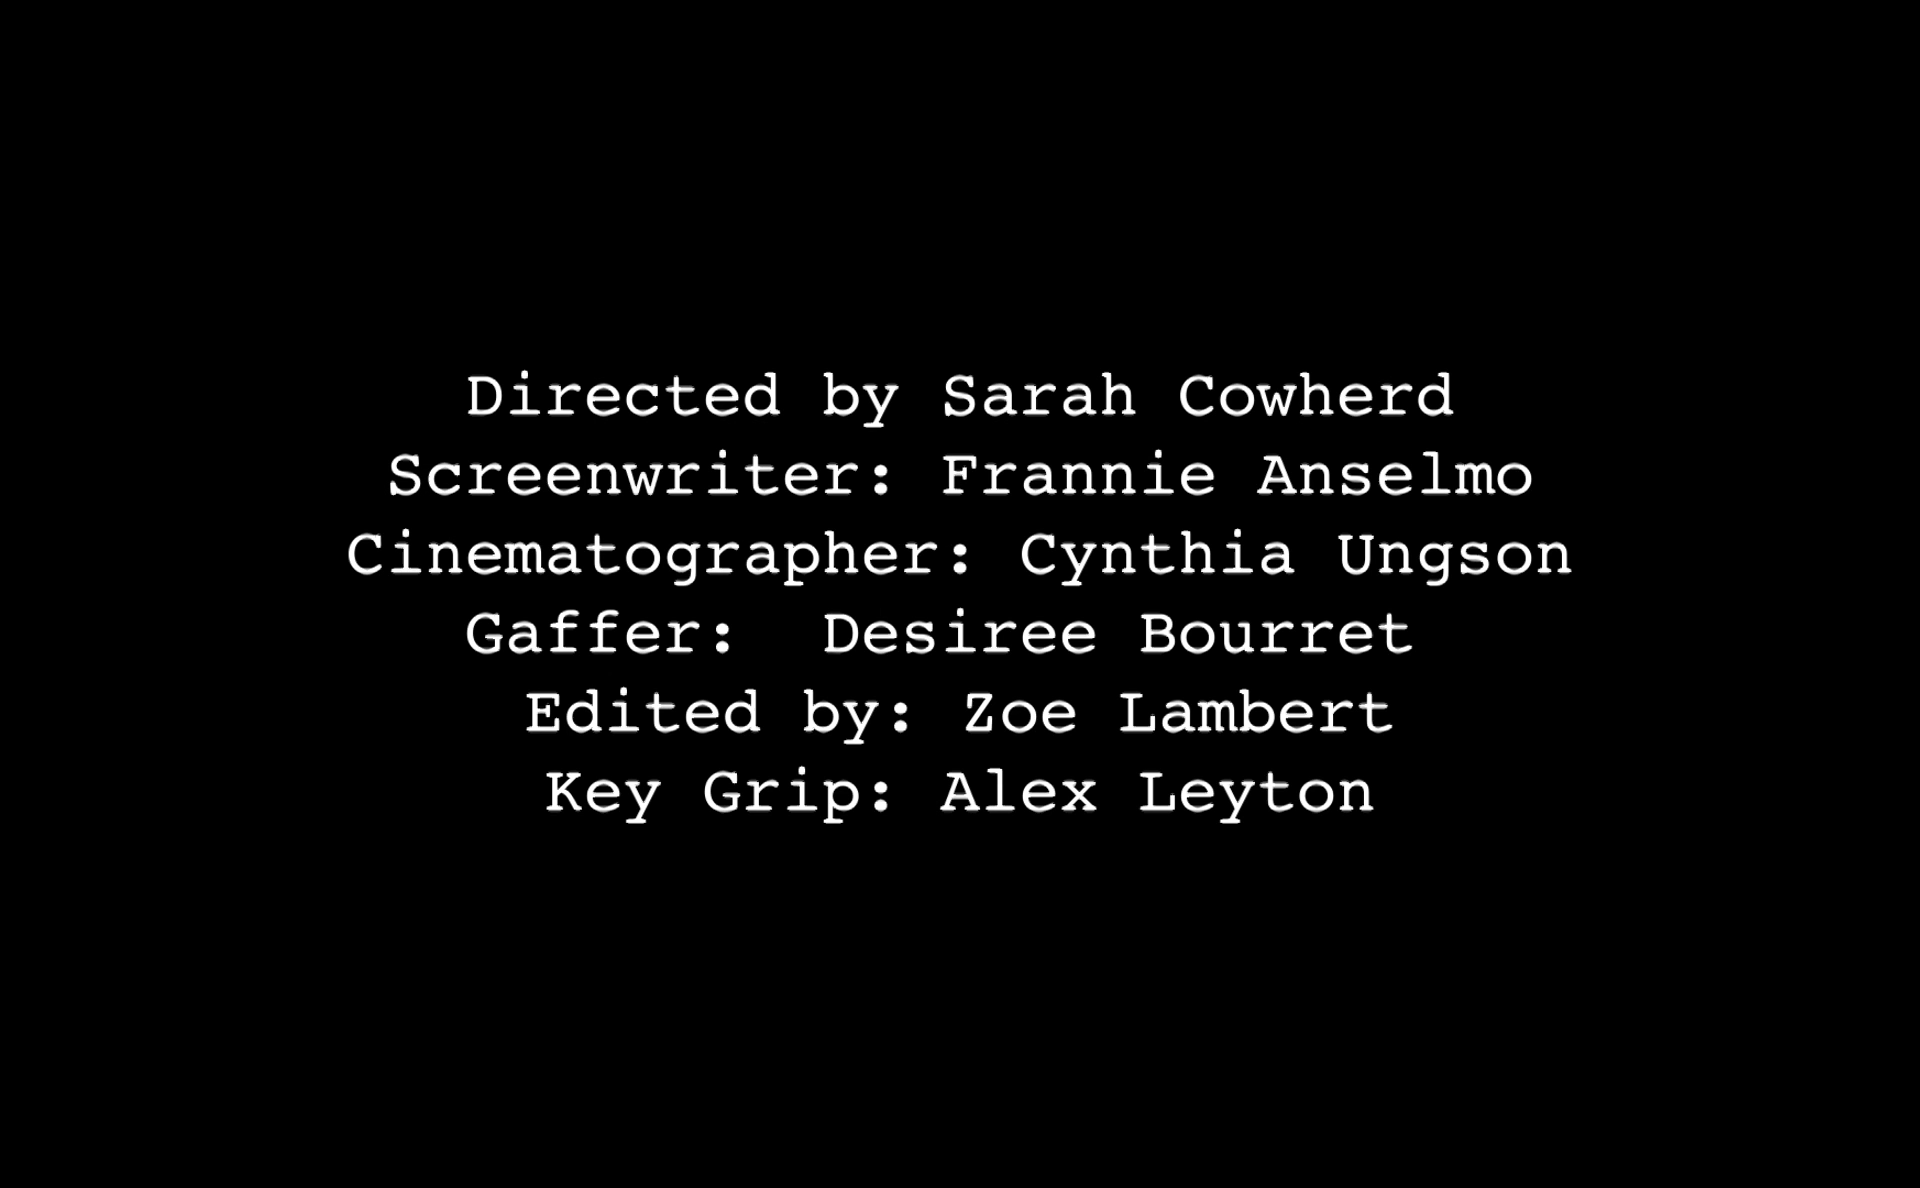 Directed by Sarah Cowherd
Screenwriter: Frannie Anselmo
Cinematographer: Cynthia Ungson
Gaffer:  Desiree Bourret
Edited by: Zoe Lambert
Key Grip: Alex Leyton